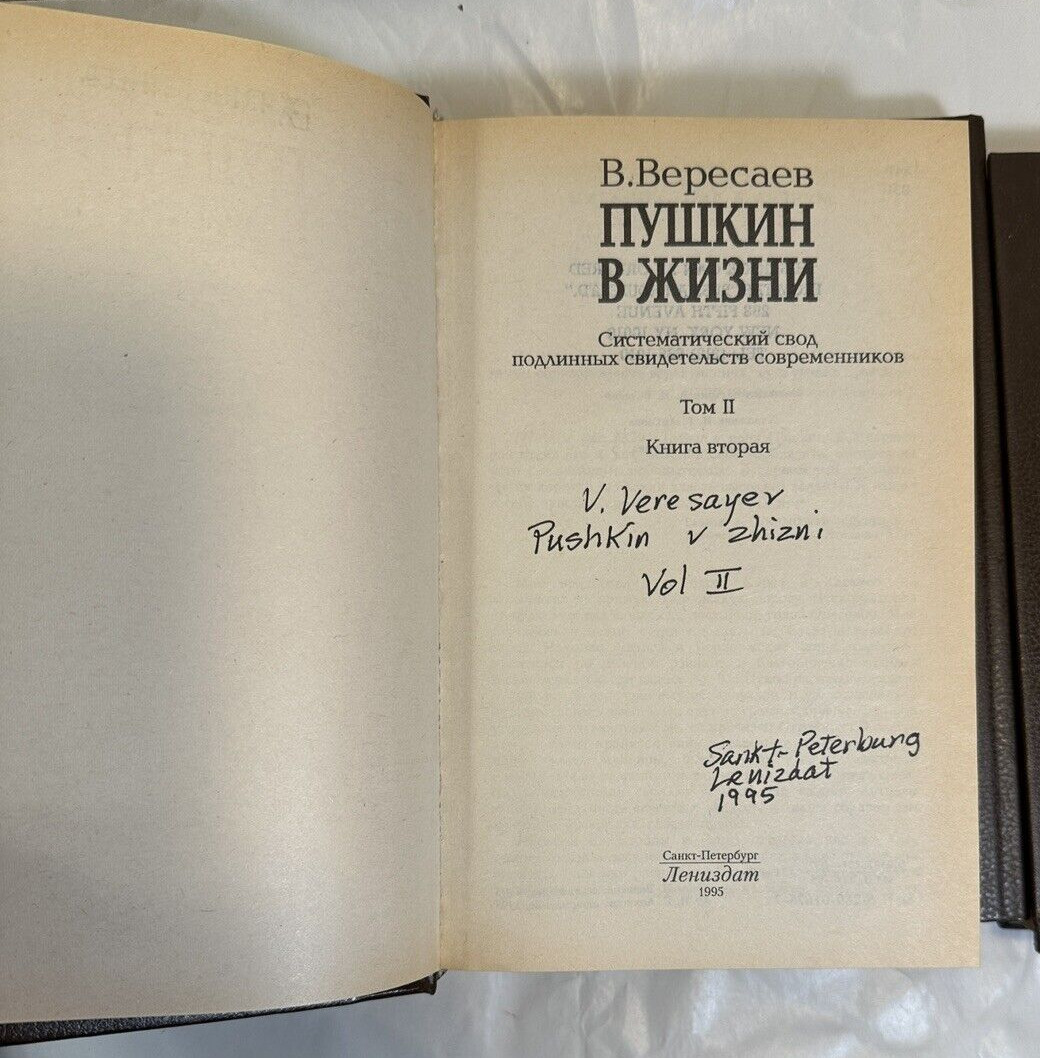 В.Вересаев
ПУШКИН
В ЖИЗНИ
Систематический свод
подлинных свидетельств современников
Том II
Книга вторая
V. Veresayev
Pushkin v zhizni
Vol II
Sankt-Peterburg
Lenizdat
1995
Санкт-Петербург
Лениздат
1995